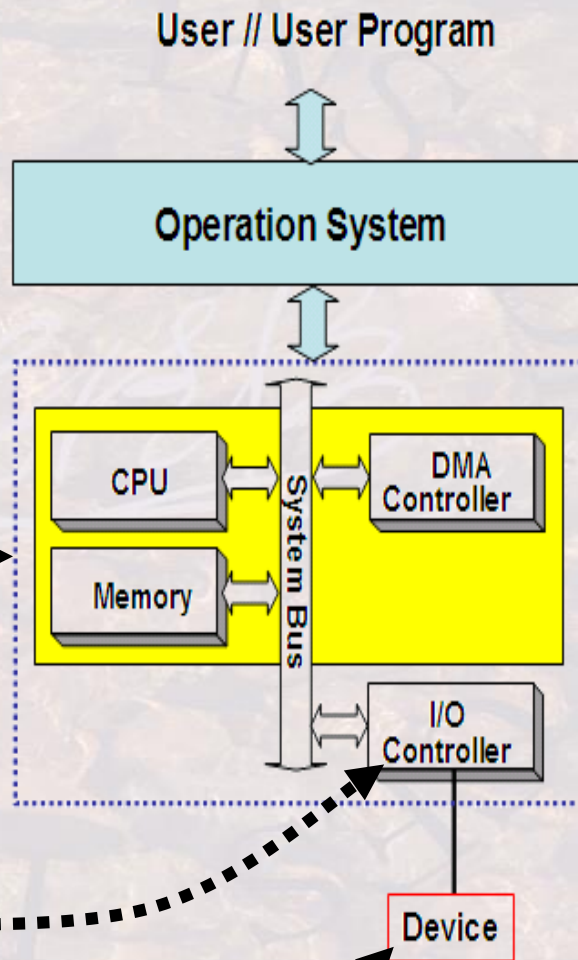 User // User Program
Operation System
CPU
DMA
Controller
System Bus
Memory
I/O
Controller
Device